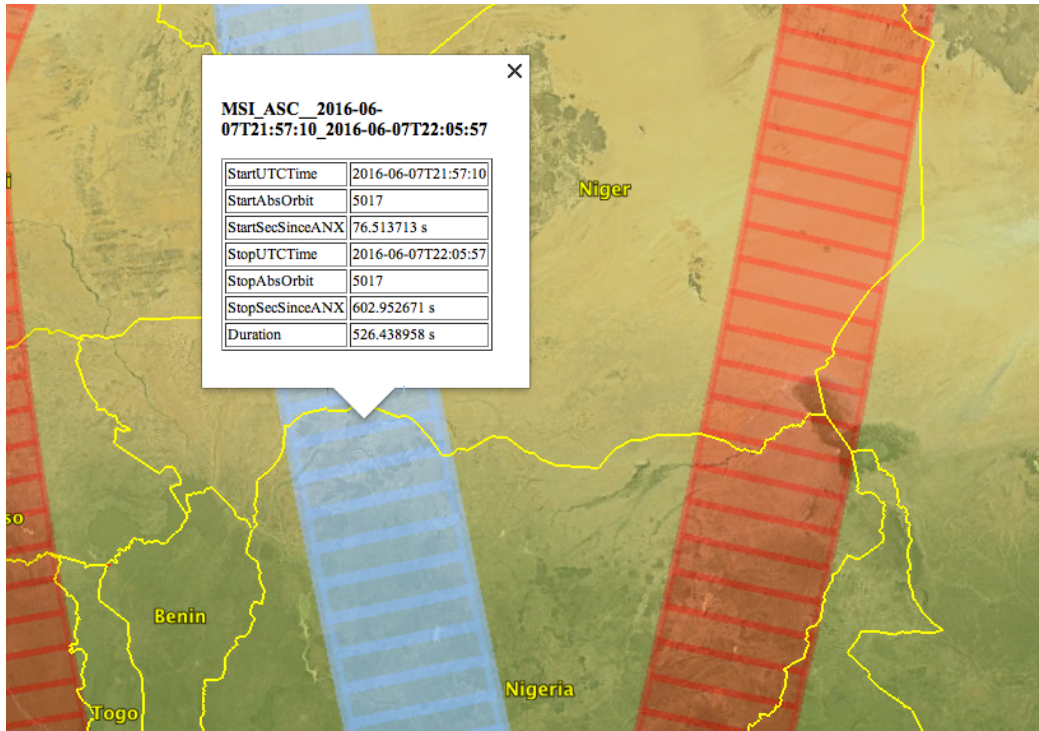 MSI_ASC__2016-06-
07T21:57:10_2016-06-07T22:05:57
StartUTCTime 2016-06-07T21:57:10
StartAbsOrbit 5017
StartSecSinceANX 76.513713 s
StopUTCTime 2016-06-07T22:05:57
StopAbsOrbit 5017
StopSecSinceANX 602.952671 s
Duration 526.438958 s
Niger
i
so
Benin
Nigeria
Togo